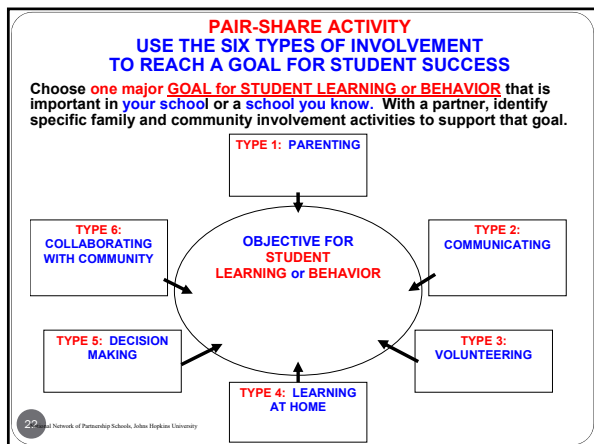 PAIR-SHARE ACTIVITY
USE THE SIX TYPES OF INVOLVEMENT
TO REACH A GOAL FOR STUDENT SUCCESS
Choose one major GOAL for STUDENT LEARNING or BEHAVIOR that is
important in your school or a school you know. With a partner, identify
specific family and community involvement activities to support that goal.
TYPE 1: PARENTING
TYPE 6:
COLLABORATING
WITH COMMUNITY
OBJECTIVE FOR
STUDENT
LEARNING or BEHAVIOR
TYPE 2:
COMMUNICATING
TYPE 5: DECISION
MAKING
TYPE 3:
VOLUNTEERING
TYPE 4: LEARNING
AT HOME
22
Network of Partnership Schools, Johns Hopkins University